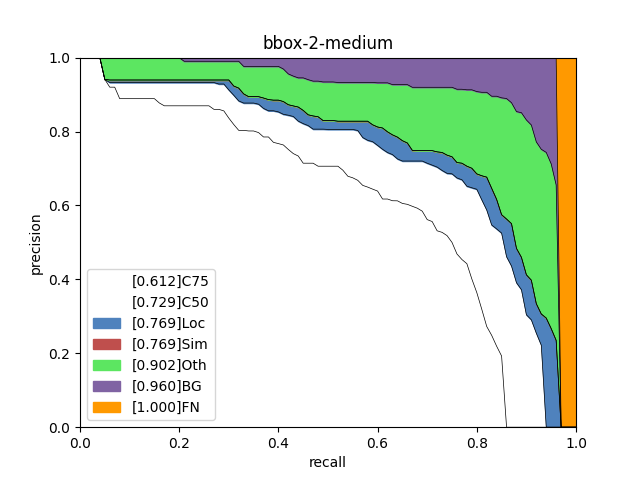 bbox-2-medium
1.0
0.8
0.6
0.4
0.2
0.0
precision
[0.612]C75
[0.729]C50
[0.769]Loc
[0.769]Sim
[0.902]Oth
[0.960]BG
[1.000]FN
0.0 0.2 0.4 0.6 0.8 1.0
recall